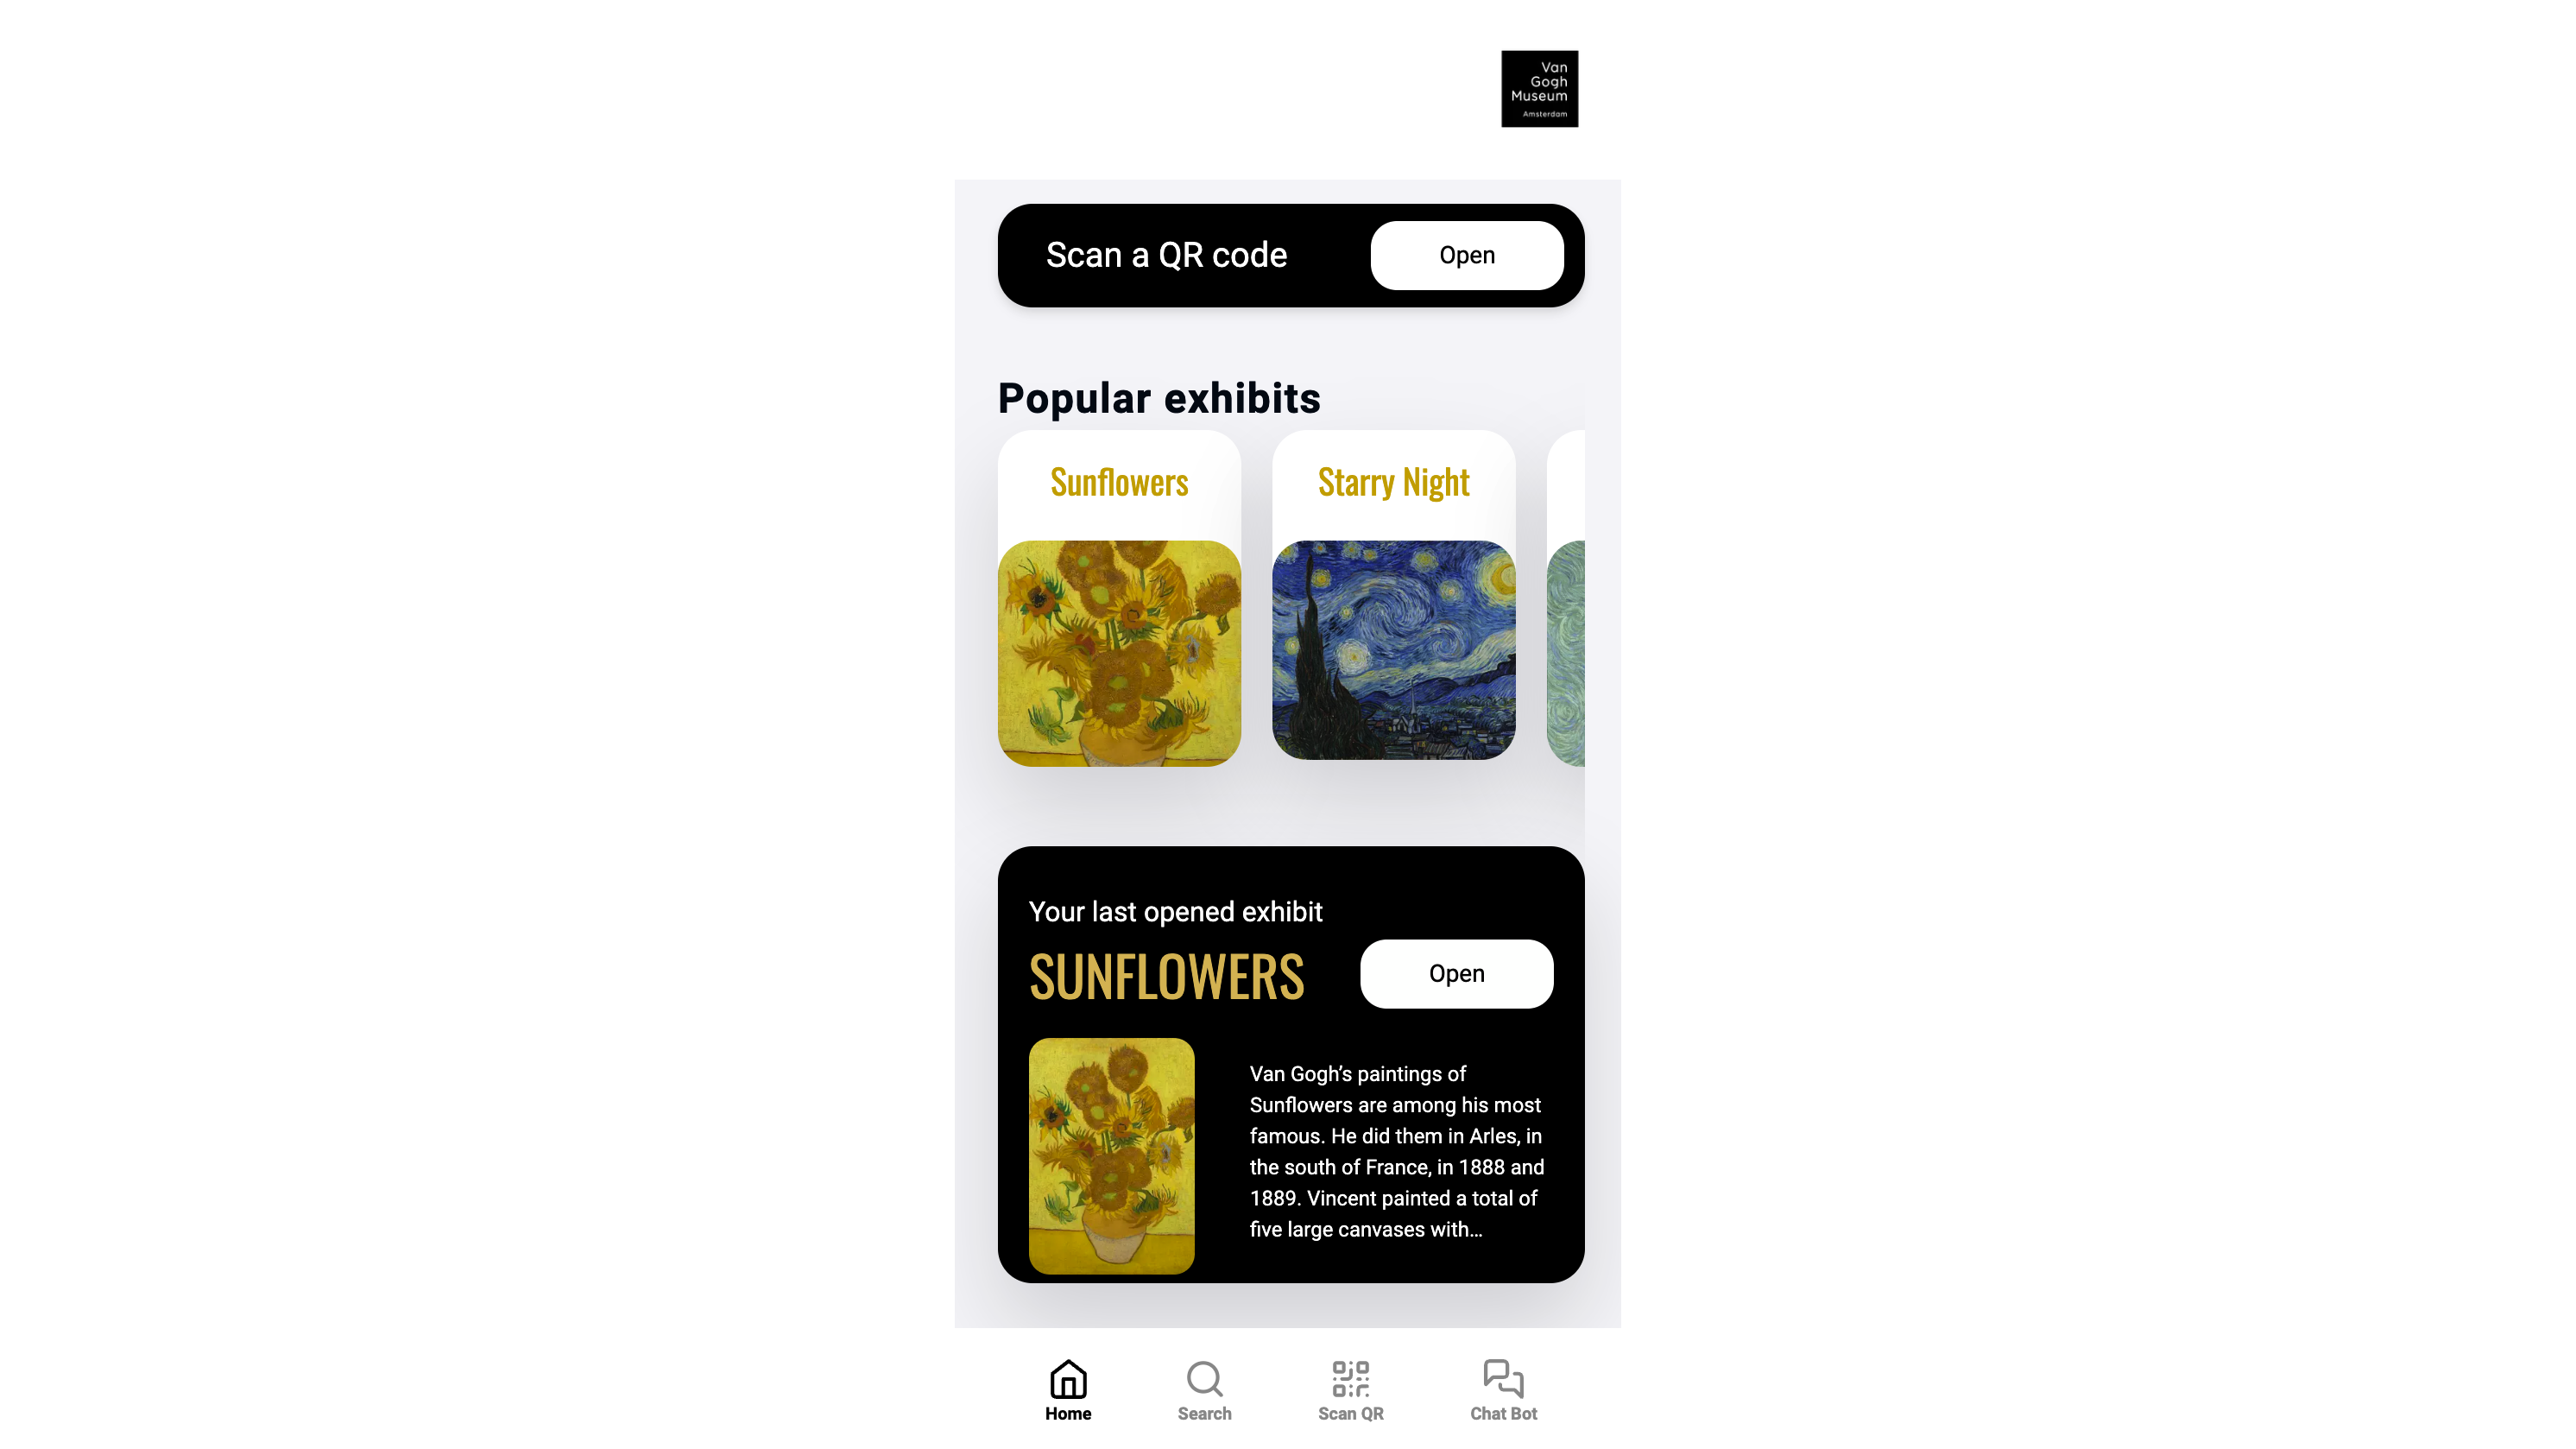 Van
Gogh
Museum
Amsterdam
Scan a QR code
Open
Popular exhibits
Sunflowers
Starry Night
Your last opened exhibit
SUNFLOWERS
Open
Van Gogh’s paintings of
Sunflowers are among his most
famous. He did them in Arles, in
the south of France, in 1888 and
1889. Vincent painted a total of
five large canvases with…
Home
Search
Scan QR
Chat Bot